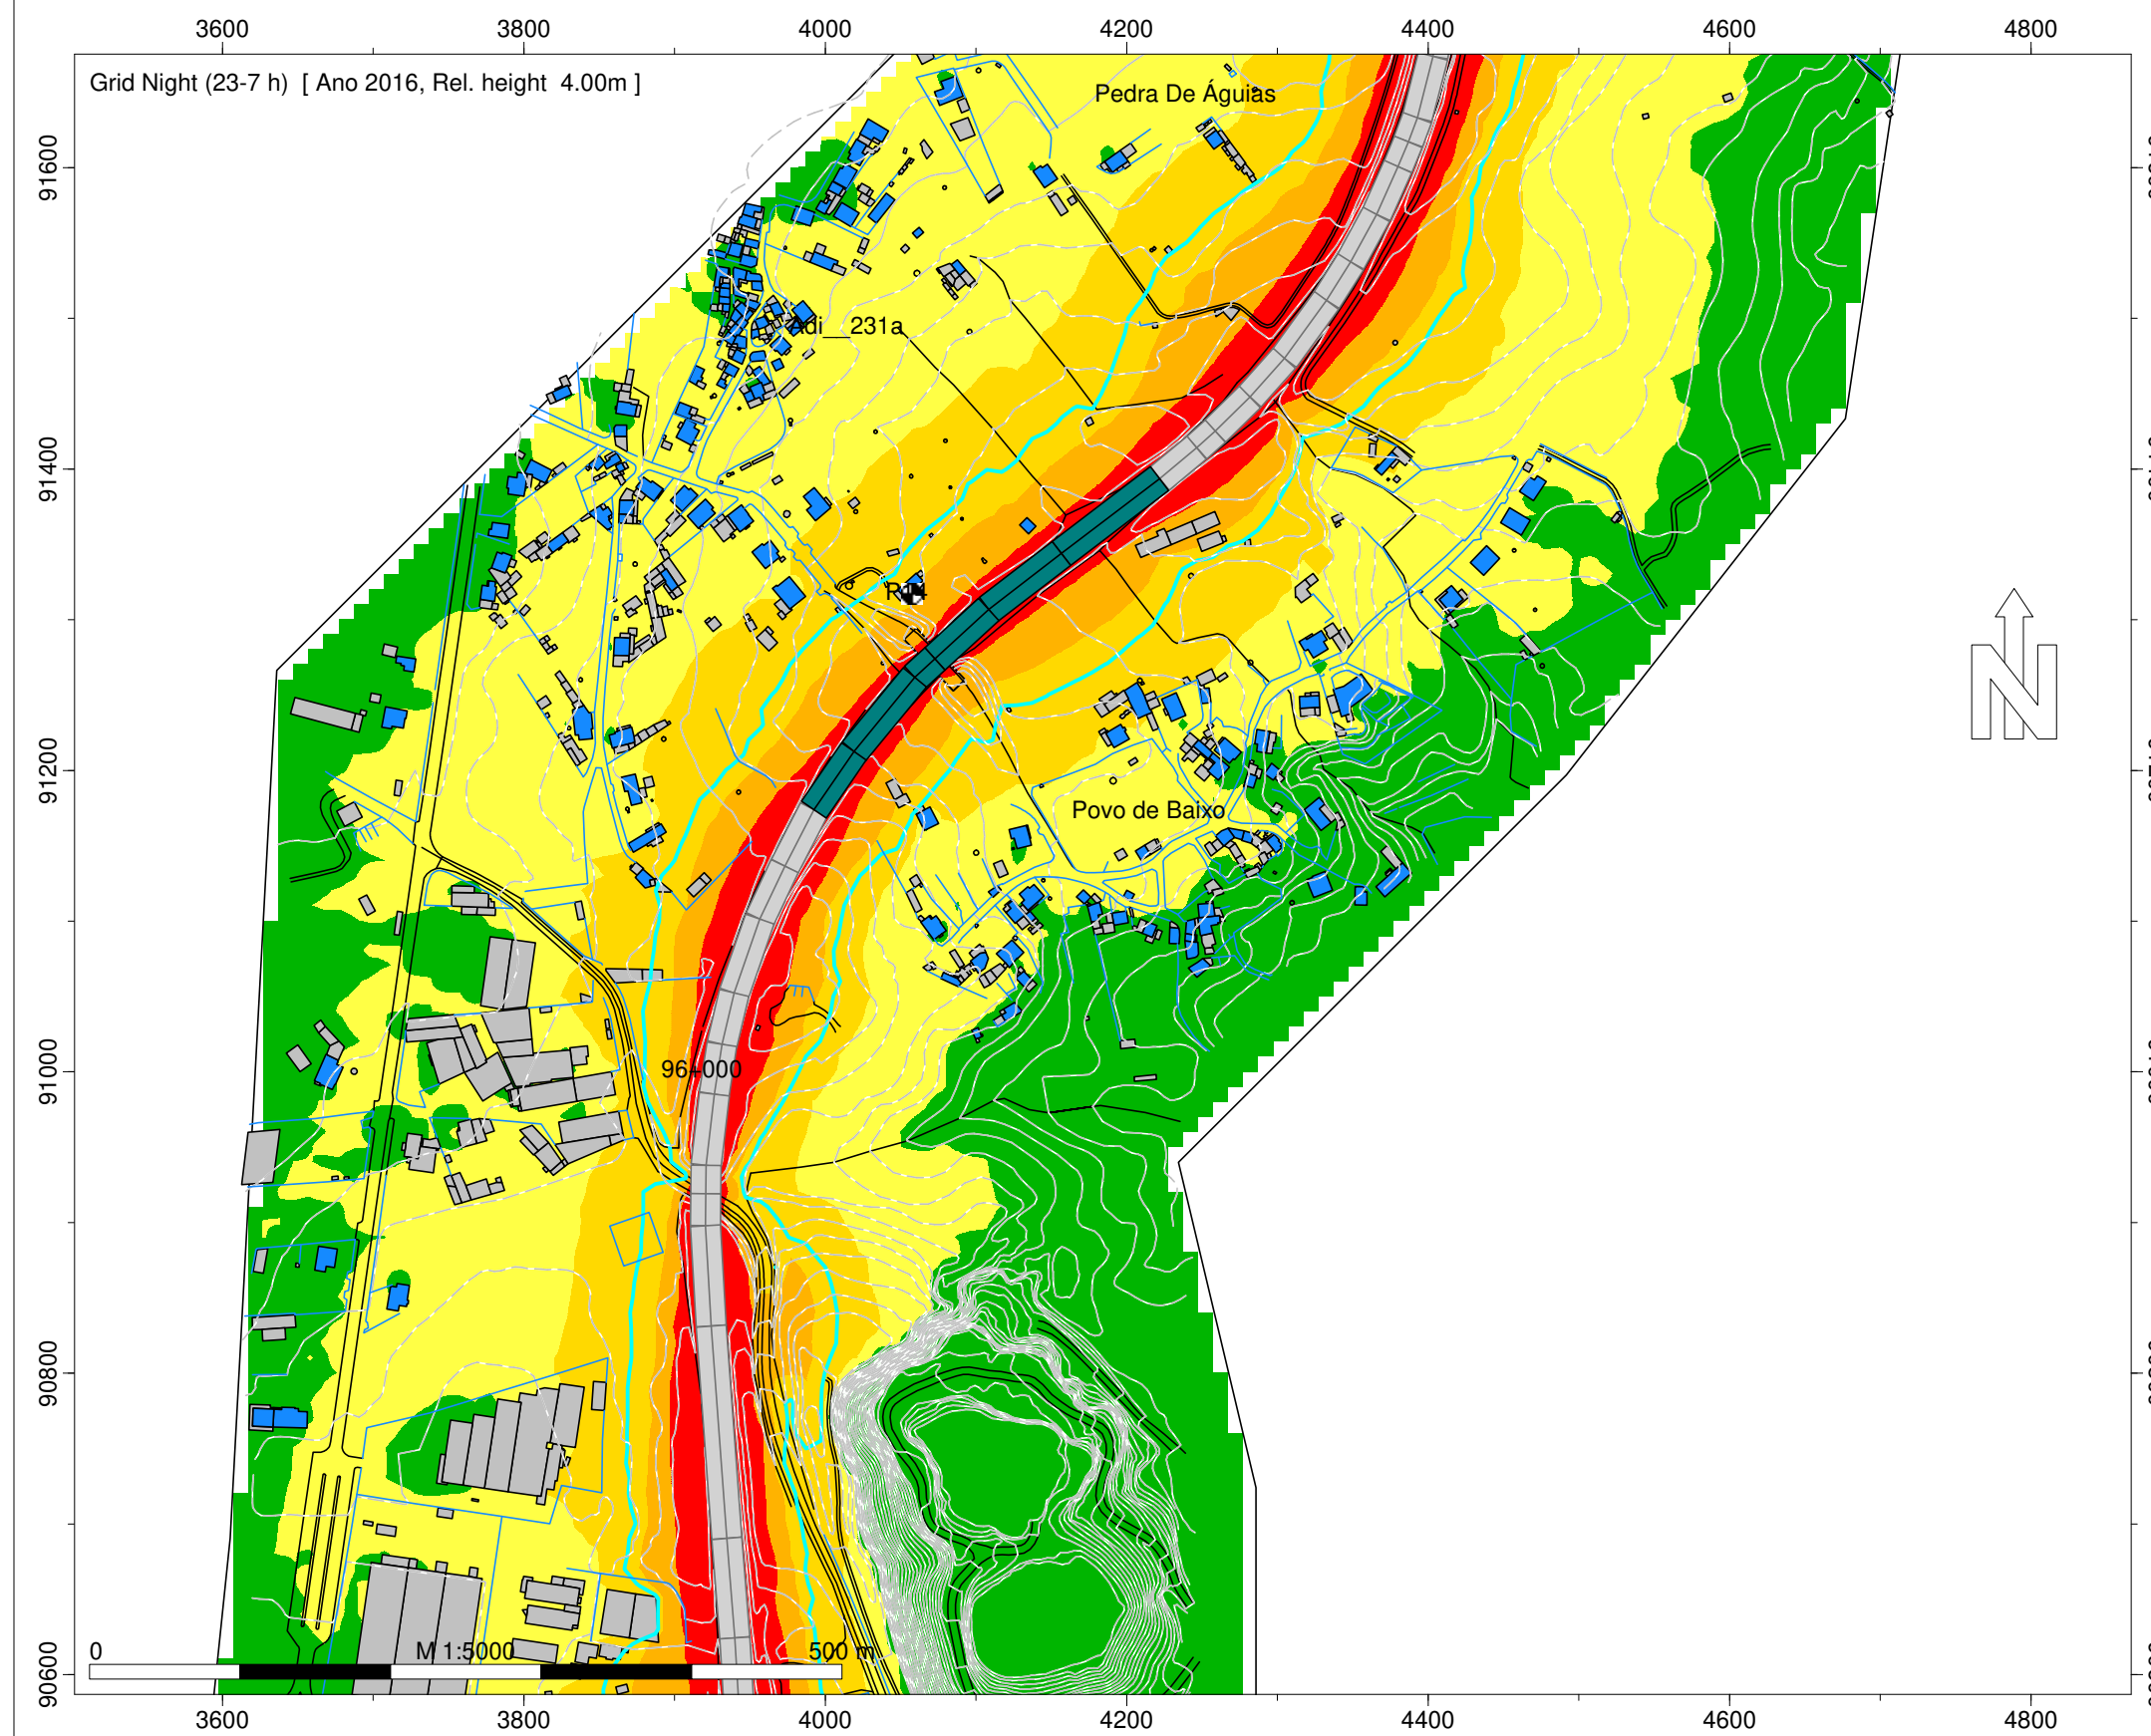 3600 3800 4000 4200 4400 4600 4800
Grid Night (23-7 h) [ Ano 2016, Rel. height 4.00m ]
Pedra De Águias
91600
Adi__231a
91400
N
91200
Povo de Baixo
91000
96+000
90800
0 M 1:5000 500 m
90600
3600 3800 4000 4200 4400 4600 4800